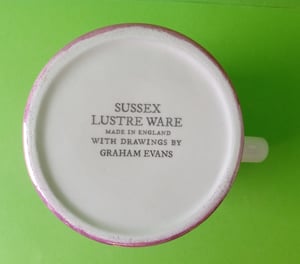 SUSSEX
LUSTRE WARE
MADE IN ENGLAND
WITH DRAWINGS BY
GRAHAM EVANS